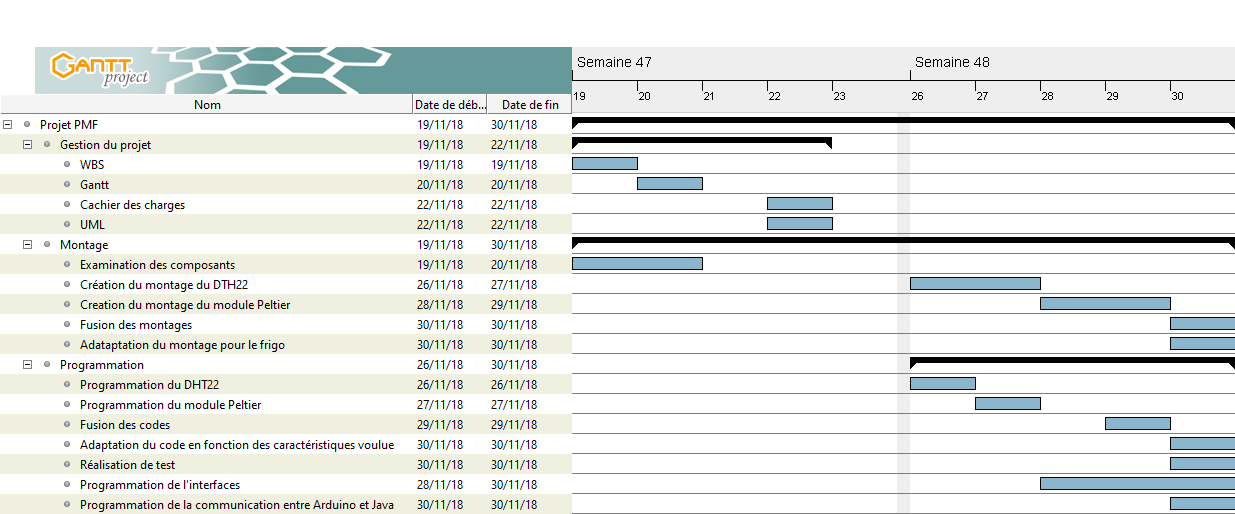 GANTT project
Semaine 47 Semaine 48
19 20 21 22 23 26 27 28 29 30
Nom Date de déb... Date de fin
Projet PMF 19/11/18 30/11/18
Gestion du projet 19/11/18 22/11/18
WBS 19/11/18 19/11/18
Gantt 20/11/18 20/11/18
Cachier des charges 22/11/18 22/11/18
UML 22/11/18 22/11/18
Montage 19/11/18 30/11/18
Examination des composants 19/11/18 20/11/18
Création du montage du DTH22 26/11/18 27/11/18
Creation du montage du module Peltier 28/11/18 29/11/18
Fusion des montages 30/11/18 30/11/18
Adataptation du montage pour le frigo 30/11/18 30/11/18
Programmation 26/11/18 30/11/18
Programmation du DHT22 26/11/18 26/11/18
Programmation du module Peltier 27/11/18 27/11/18
Fusion des codes 29/11/18 29/11/18
Adaptation du code en fonction des caractéristiques voulue 30/11/18 30/11/18
Réalisation de test 30/11/18 30/11/18
Programmation de l'interfaces 28/11/18 30/11/18
Programmation de la communication entre Arduino et Java 30/11/18 30/11/18